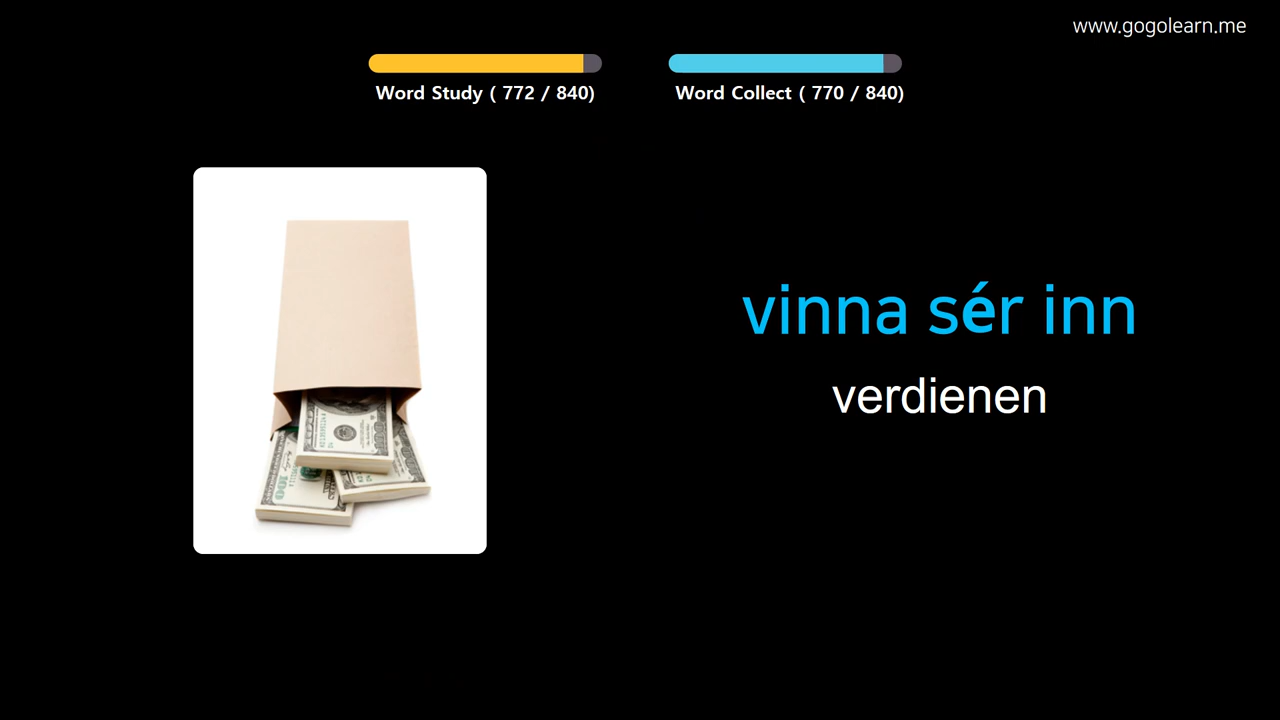 www.gogolearn.me
Word Study ( 772 / 840)
Word Collect ( 770 / 840)
vinna sér inn
verdienen